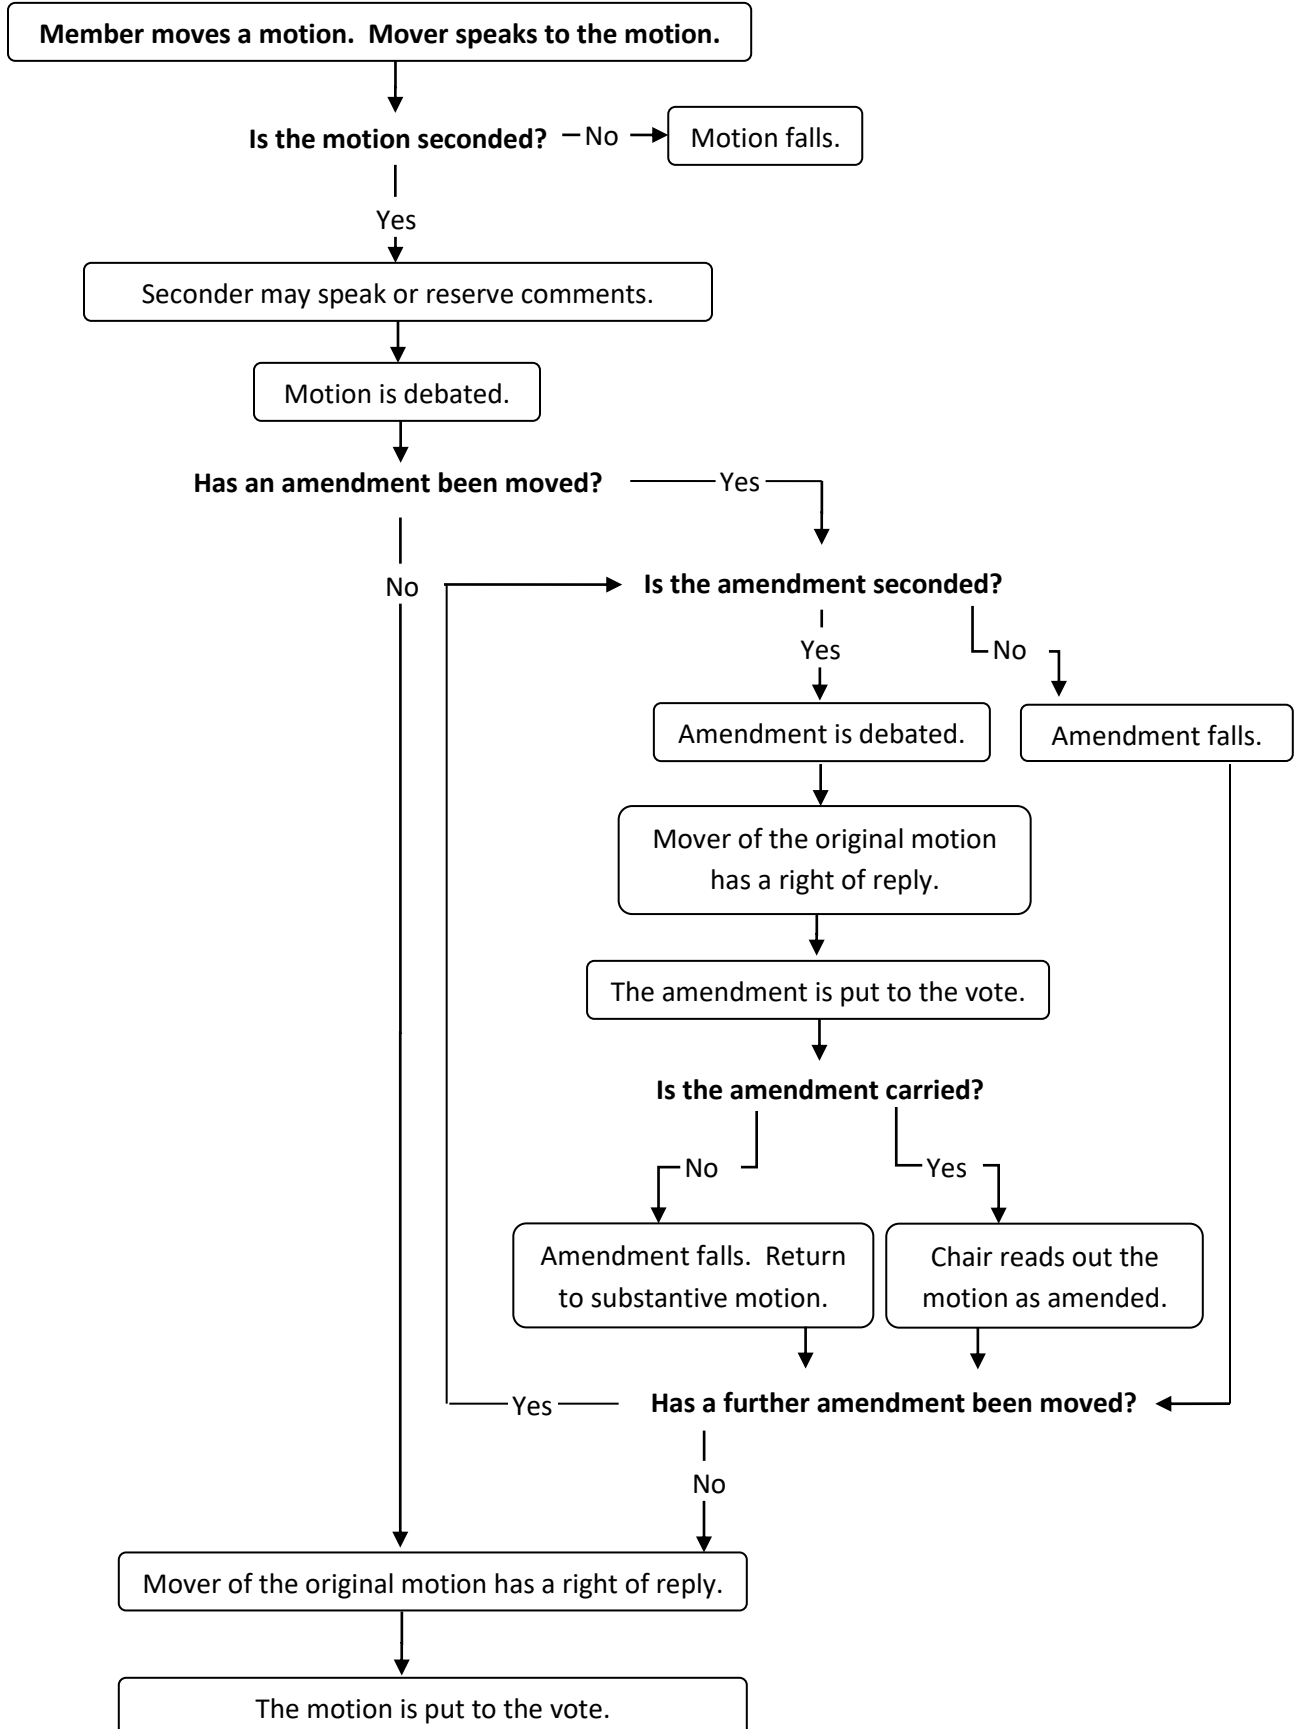 Member moves a motion.  Mover speaks to the motion.
Is the motion seconded?
No
Motion falls.
Yes
Seconder may speak or reserve comments.
Motion is debated.
Has an amendment been moved?
Yes
No
Is the amendment seconded?
Yes
No
Amendment is debated.
Amendment falls.
Mover of the original motion
has a right of reply.
The amendment is put to the vote.
Is the amendment carried?
No
Yes
Amendment falls.  Return
to substantive motion.
Chair reads out the
motion as amended.
Has a further amendment been moved?
Yes
No
Mover of the original motion has a right of reply.
The motion is put to the vote.